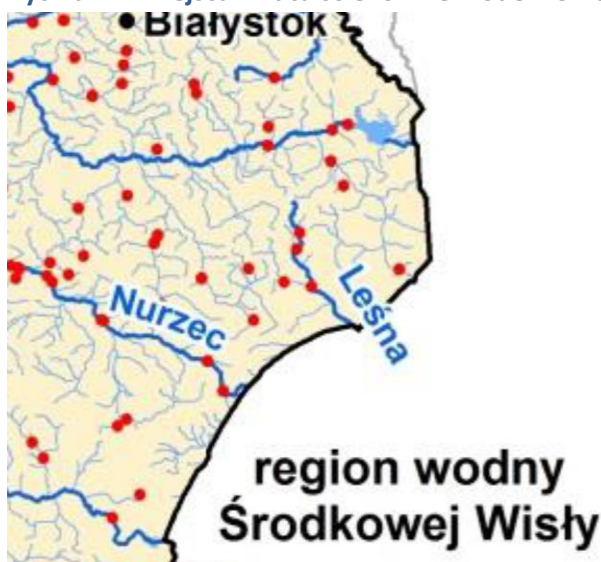 Białystok
Nurzec
Leśna
region wodny
Środkowej Wisły